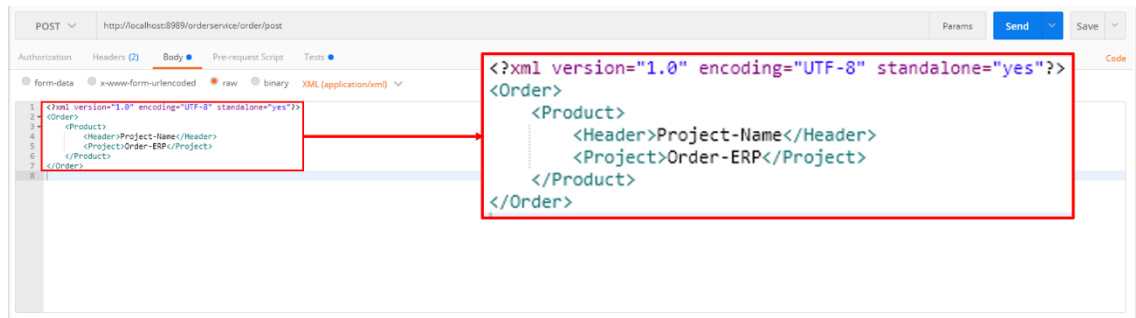 POST http://localhost:8989/orderservice/order/post Params Send Save
Authorization Headers (2) Body Pre-request Script Tests Code
form-data x-www-form-urlencoded raw binary XML (application/xml)
1 <?xml version="1.0" encoding="UTF-8" standalone="yes"?>
2 <Order>
3 <Product>
4 <Header>Project-Name</Header>
5 <Project>Order-ERP</Project>
6 </Product>
7 </Order>
8
<?xml version="1.0" encoding="UTF-8" standalone="yes"?>
<Order>
<Product>
<Header>Project-Name</Header>
<Project>Order-ERP</Project>
</Product>
</Order>